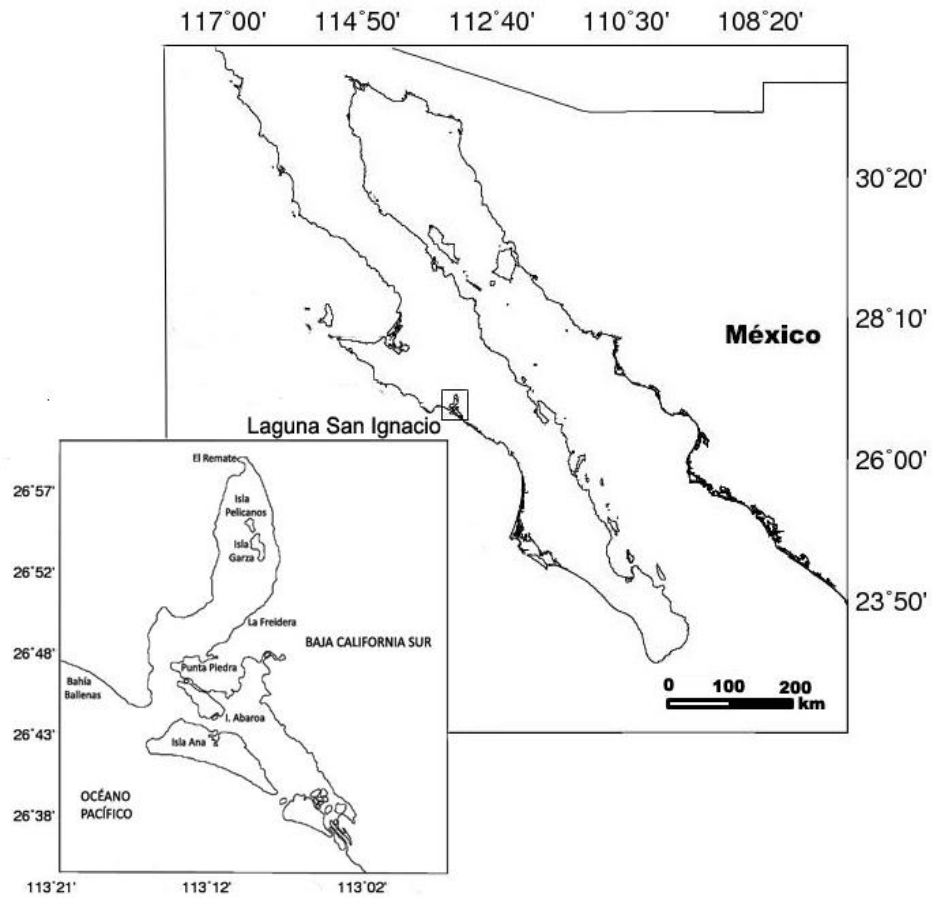 117°00' 114°50' 112°40' 110°30' 108°20'
30°20'
28°10'
México
Laguna San Ignacio
26°00'
23°50'
0 100 200
km
El Remate
26°57'
Isla
Pelicanos
Isla
Garza
26°52'
La Freidera
BAJA CALIFORNIA SUR
26°48'
Punta Piedra
Bahía
Ballenas
I. Abaroa
26°43'
Isla Ana
OCÉANO
PACÍFICO
26°38'
113°21' 113°12' 113°02'